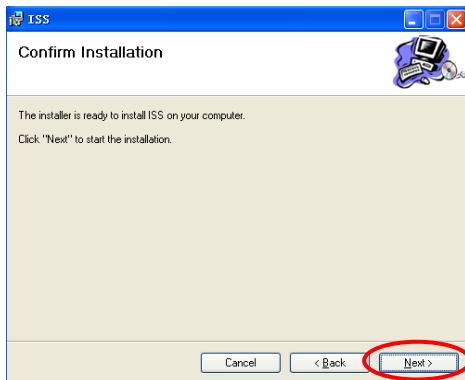 ISS
Confirm Installation
The installer is ready to install ISS on your computer.
Click "Next" to start the installation.
Cancel
< Back
Next >